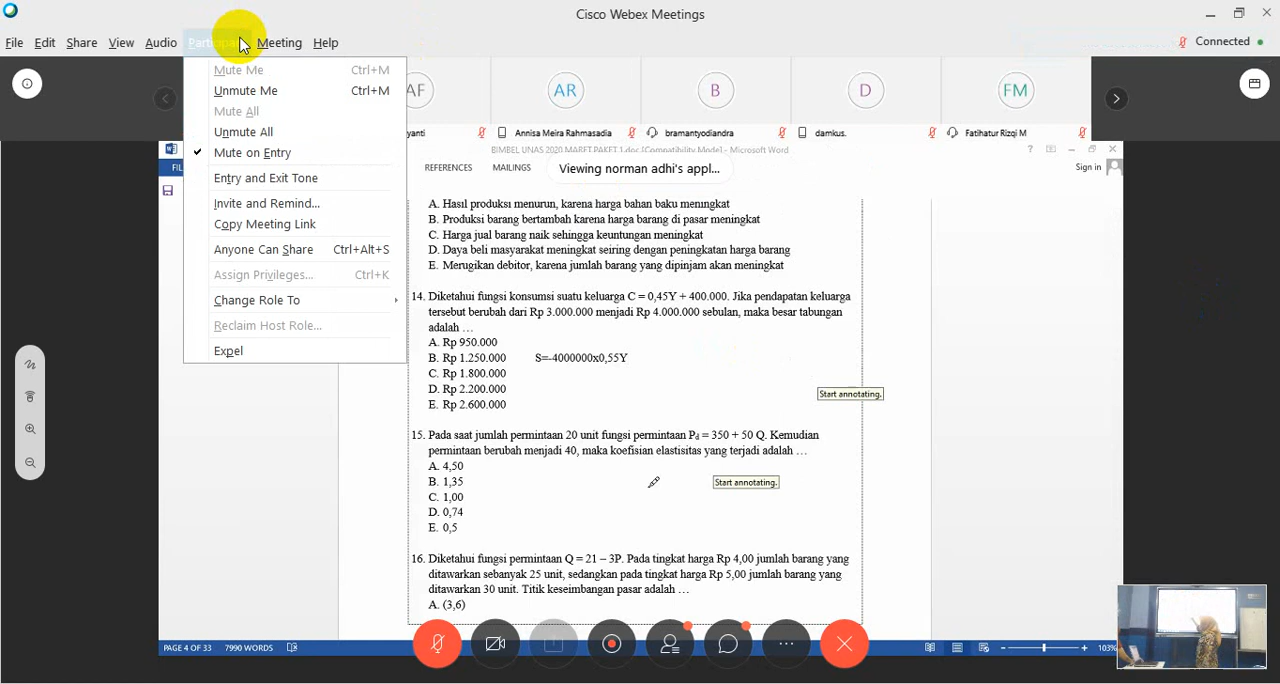 Cisco Webex Meetings
File Edit Share View Audio Participant Meeting Help
Connected
Mute Me Ctrl+M
Unmute Me Ctrl+M
Mute All
Unmute All
Mute on Entry
Entry and Exit Tone
Invite and Remind...
Copy Meeting Link
Anyone Can Share Ctrl+Alt+S
Assign Privileges... Ctrl+K
Change Role To
Reclaim Host Role...
Expel
AF AR B D FM
yanti Annisa Meira Rahmasadia bramantyodiandra damkus. Fatihatur Rizqi M
BIMBEL UNAS 2020 MARET PAKET 1.doc [Compatibility Mode] - Microsoft Word
FIL REFERENCES MAILINGS Viewing norman adhi's appl... Sign in
A. Hasil produksi menurun, karena harga bahan baku meningkat
B. Produksi barang bertambah karena harga barang di pasar meningkat
C. Harga jual barang naik sehingga keuntungan meningkat
D. Daya beli masyarakat meningkat seiring dengan peningkatan harga barang
E. Merugikan debitor, karena jumlah barang yang dipinjam akan meningkat
14. Diketahui fungsi konsumsi suatu keluarga C = 0,45Y + 400.000. Jika pendapatan keluarga
tersebut berubah dari Rp 3.000.000 menjadi Rp 4.000.000 sebulan, maka besar tabungan
adalah …
A. Rp 950.000
B. Rp 1.250.000 S=-4000000x0,55Y
C. Rp 1.800.000
D. Rp 2.200.000
Start annotating.
E. Rp 2.600.000
15. Pada saat jumlah permintaan 20 unit fungsi permintaan Pd = 350 + 50 Q. Kemudian
permintaan berubah menjadi 40, maka koefisian elastisitas yang terjadi adalah …
A. 4,50
B. 1,35 Start annotating.
C. 1,00
D. 0,74
E. 0,5
16. Diketahui fungsi permintaan Q = 21 – 3P. Pada tingkat harga Rp 4,00 jumlah barang yang
ditawarkan sebanyak 25 unit, sedangkan pada tingkat harga Rp 5,00 jumlah barang yang
ditawarkan 30 unit. Titik keseimbangan pasar adalah …
A. (3,6)
PAGE 4 OF 33 7990 WORDS 103%